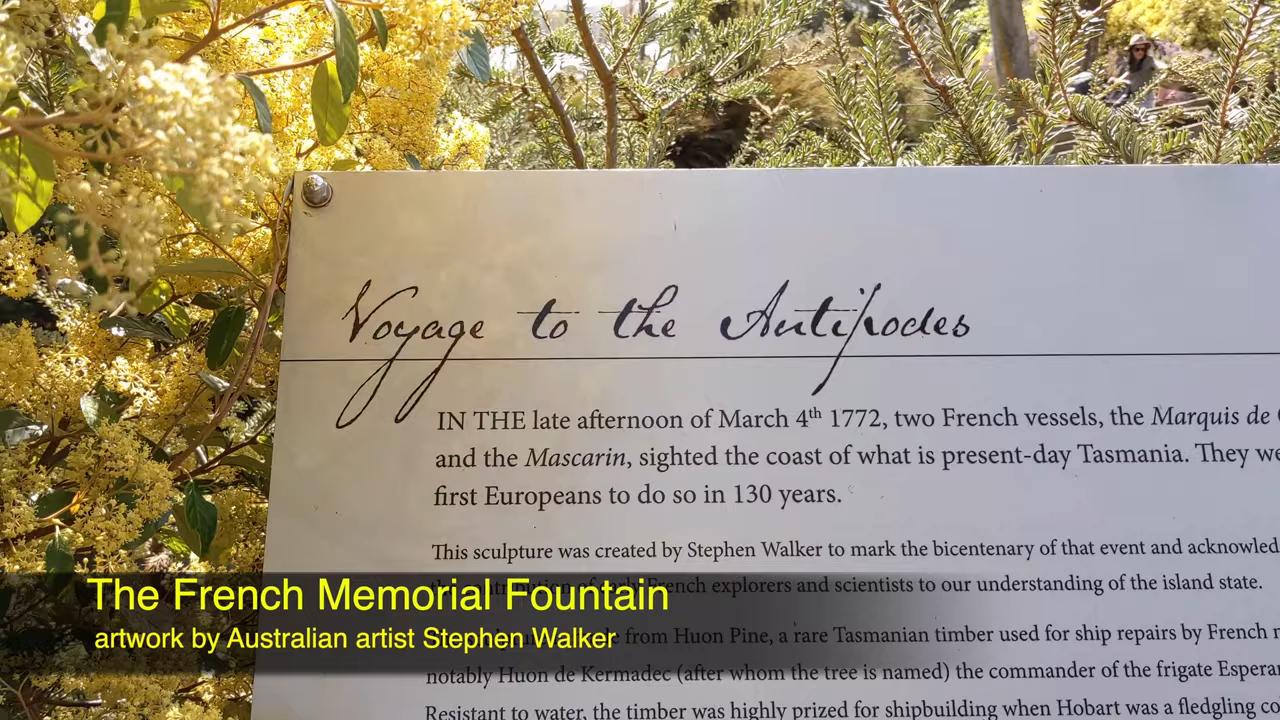 Voyage to the Antipodes
IN THE late afternoon of March 4th 1772, two French vessels, the Marquis de
and the Mascarin, sighted the coast of what is present-day Tasmania. They
first Europeans to do so in 130 years.
This sculpture was created by Stephen Walker to mark the bicentenary of that event and
French explorers and scientists to our understanding of the island state.
The French Memorial Fountain
artwork by Australian artist Stephen Walker
from Huon Pine, a rare Tasmanian timber used for ship repairs by French
notably Huon de Kermadec (after whom the tree is named) the commander of the frigate
Resistant to water, the timber was highly prized for shipbuilding when Hobart was a fledgling